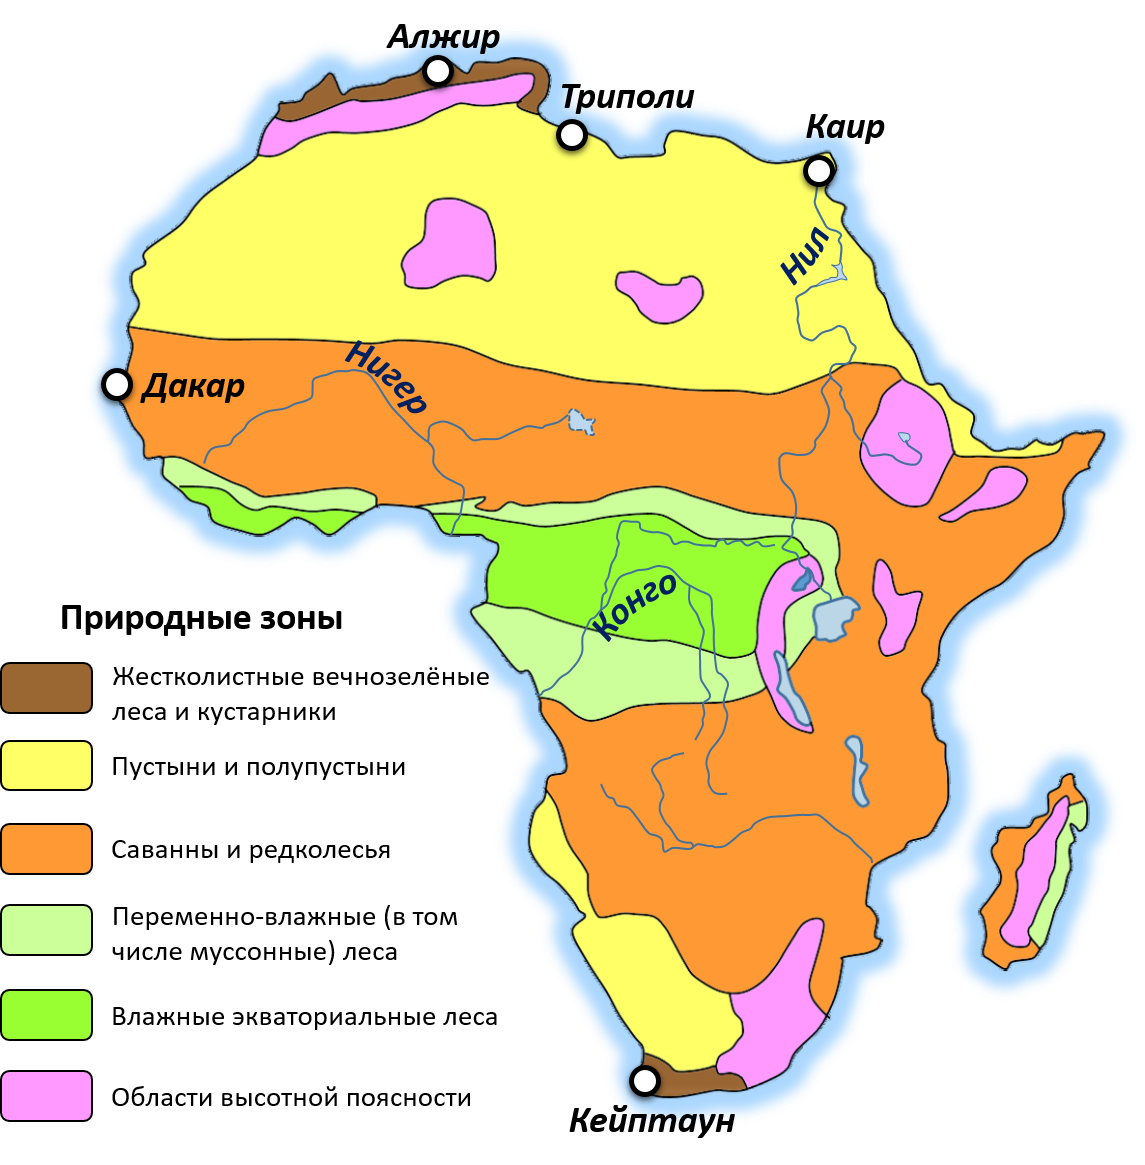 Алжир
Триполи
Каир
Нил
Нигер
Дакар
Конго
Природные зоны
Жестколистные вечнозелёные
леса и кустарники
Пустыни и полупустыни
Саванны и редколесья
Переменно-влажные (в том
числе муссонные) леса
Влажные экваториальные леса
Области высотной поясности
Кейптаун